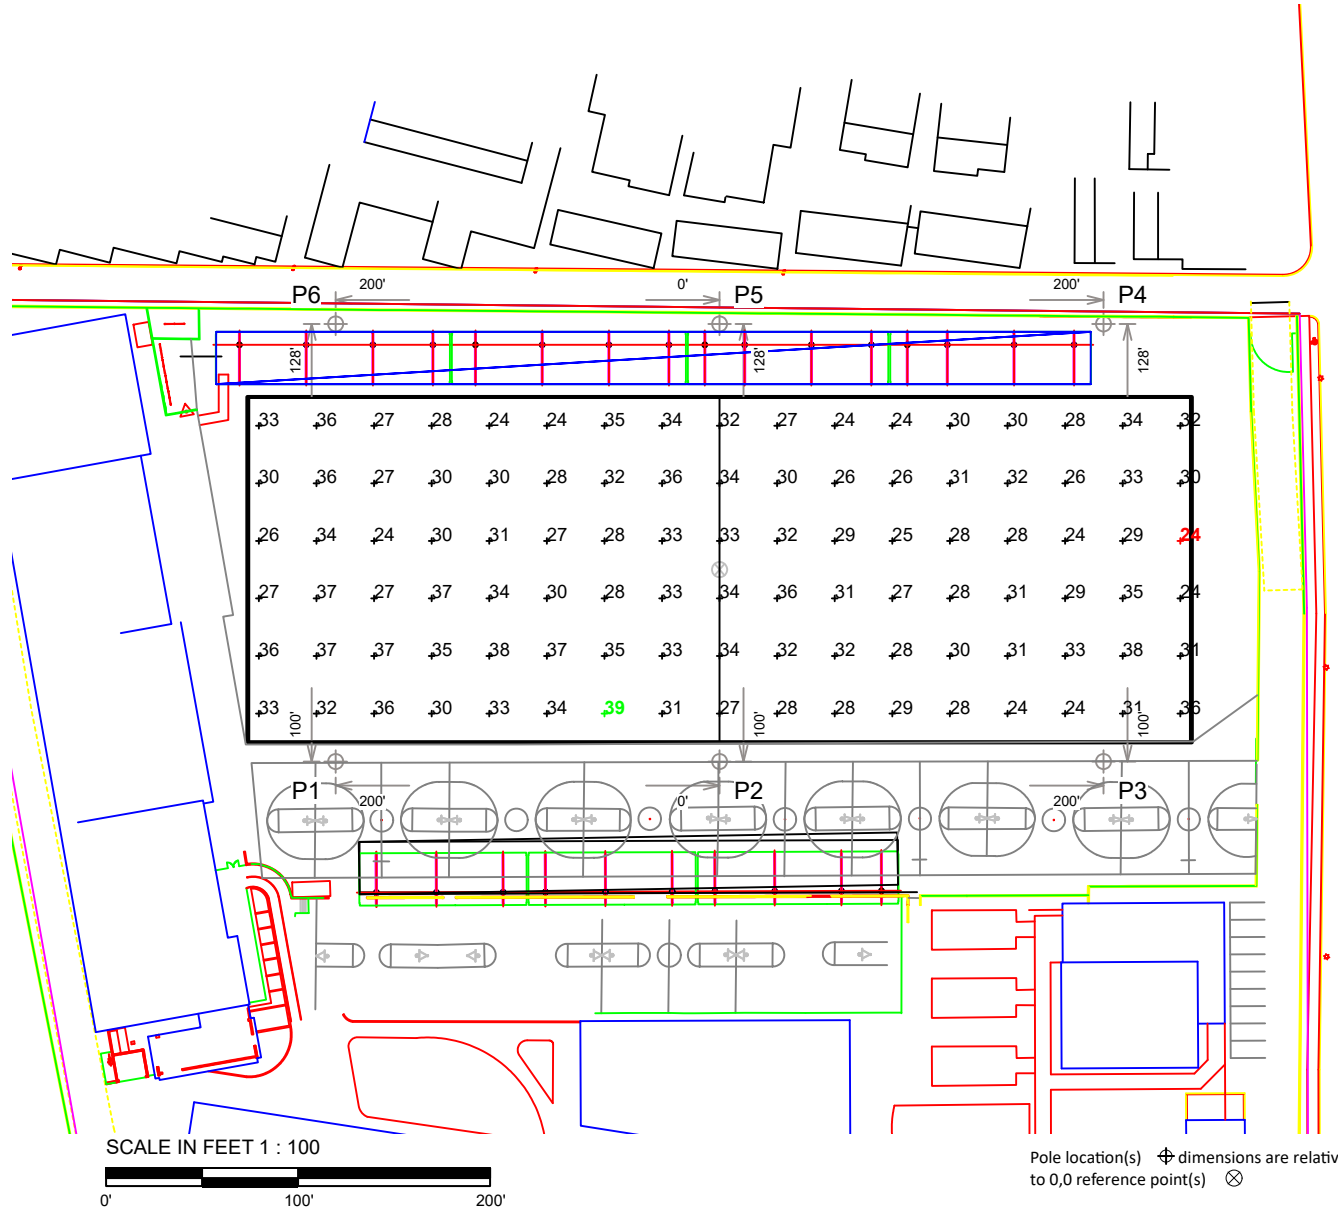 200' 0' 200'
P6 P5 P4
128' 128' 128'
33 36 27 28 24 24 35 34 32 27 24 24 30 30 28 34 32
30 36 27 30 30 28 32 36 34 30 26 26 31 32 26 33 30
26 34 24 30 31 27 28 33 33 32 29 25 28 28 24 29 24
27 37 27 37 34 30 28 33 34 36 31 27 28 31 29 35 24
36 37 37 35 38 37 35 33 34 32 32 28 30 31 33 38 31
33 32 36 30 33 34 39 31 27 28 28 29 28 24 24 31 36
100' 100' 100'
P1 P2 P3
200' 0' 200'
SCALE IN FEET 1 : 100
0' 100' 200'
Pole location(s) dimensions are relativ
to 0,0 reference point(s)